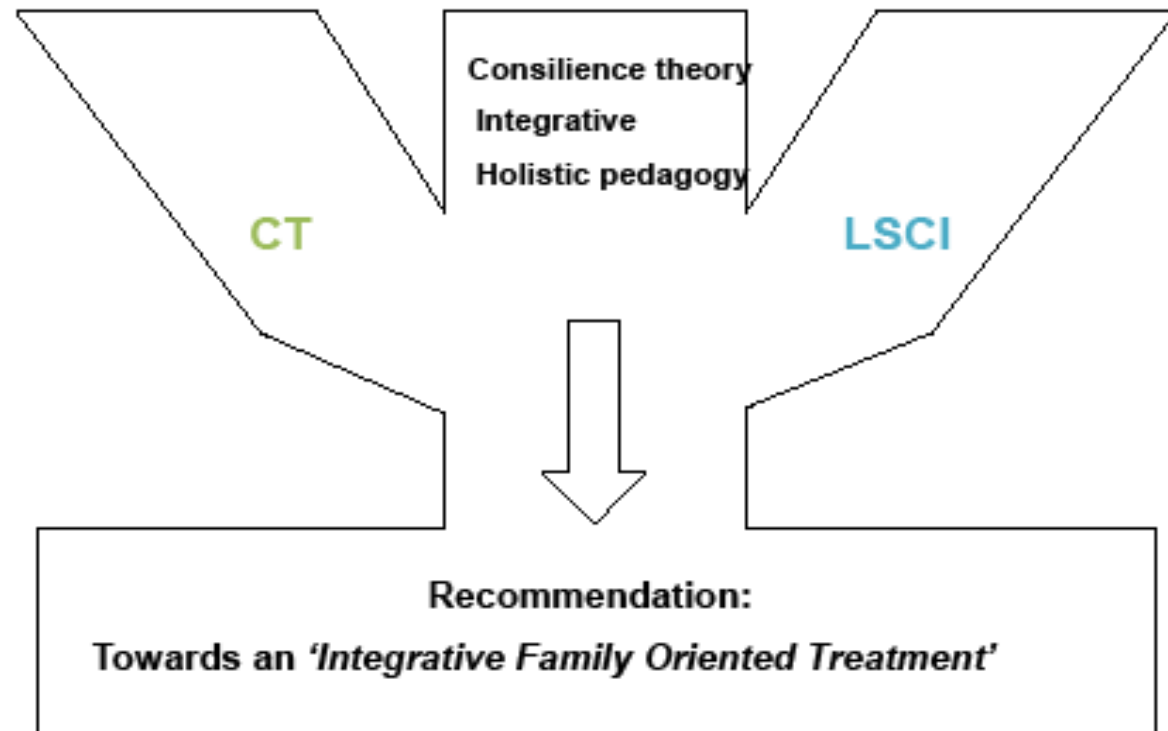 Consilience theory
Integrative
Holistic pedagogy
CT
LSCI
Recommendation:
Towards an ‘Integrative Family Oriented Treatment’